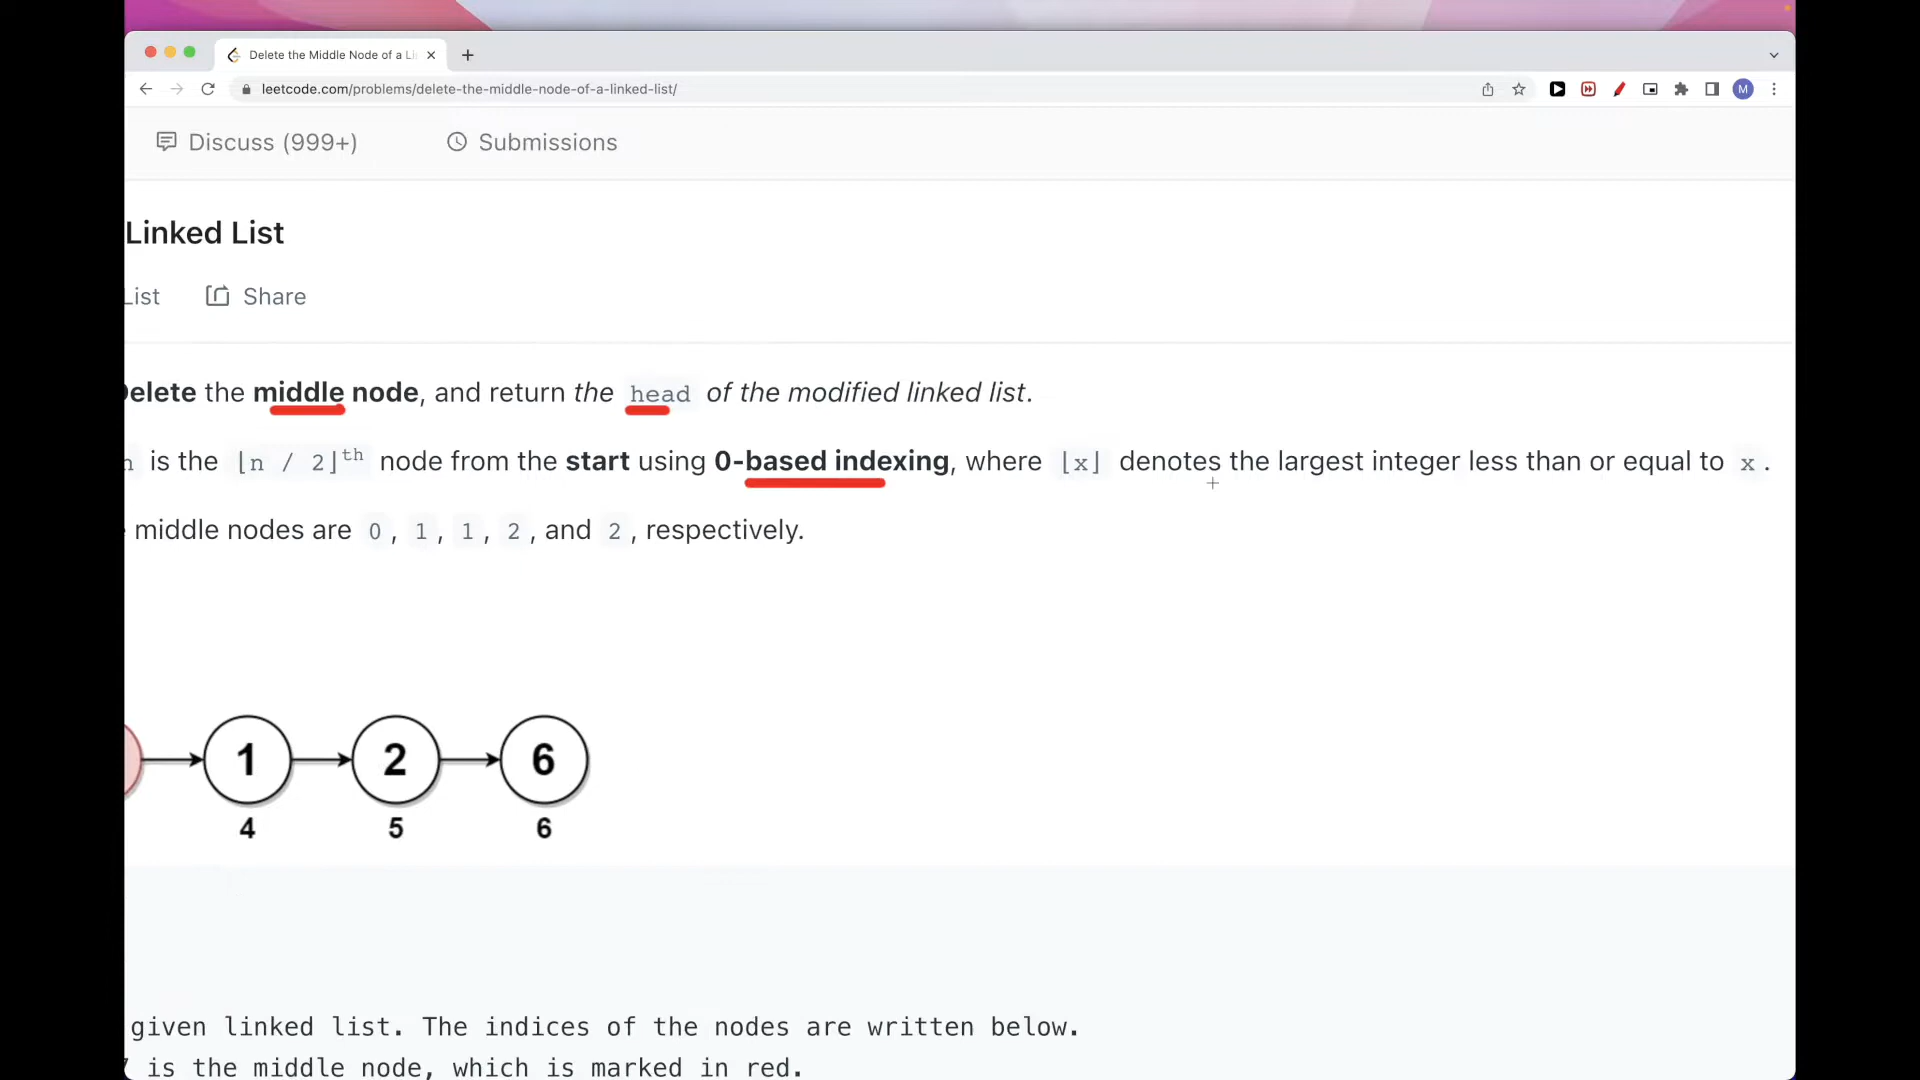 Delete the Middle Node of a Li
leetcode.com/problems/delete-the-middle-node-of-a-linked-list/
M
Discuss (999+) Submissions
Linked List
List Share
Delete the middle node, and return the head of the modified linked list.
n is the ⌊n / 2⌋th node from the start using 0-based indexing, where ⌊x⌋ denotes the largest integer less than or equal to x.
middle nodes are 0, 1, 1, 2, and 2, respectively.
1 2 6
4 5 6
given linked list. The indices of the nodes are written below.
is the middle node, which is marked in red.